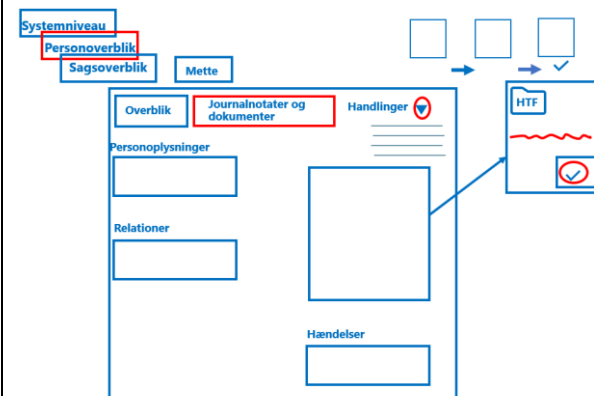 Systemniveau
Personoverblik
Sagsoverblik
Mette
Overblik
Journalnotater og
dokumenter
Handlinger
HTF
Personoplysninger
Relationer
Hændelser